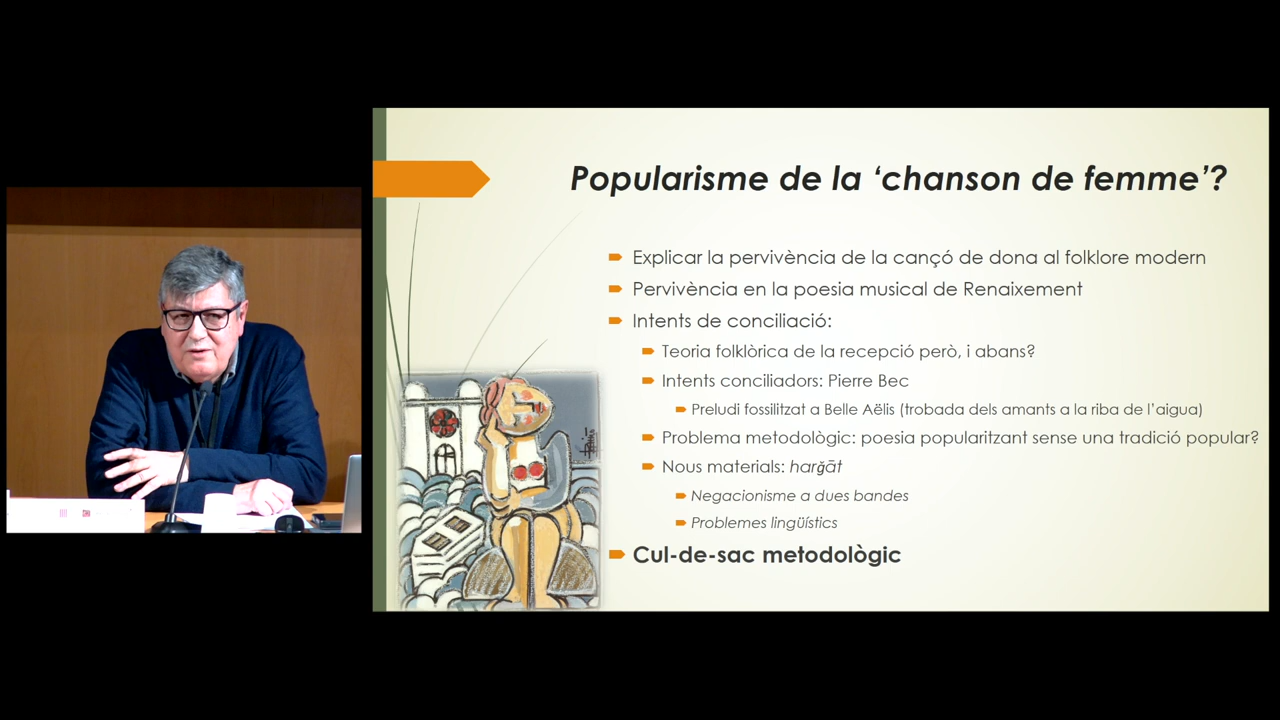 Popularisme de la ‘chanson de femme’?
Explicar la pervivència de la cançó de dona al folklore modern
Pervivència en la poesia musical de Renaixement
Intents de conciliació:
Teoria folklòrica de la recepció però, i abans?
Intents conciliadors: Pierre Bec
Preludi fossilitzat a Belle Aëlis (trobada dels amants a la riba de l’aigua)
Problema metodològic: poesia popularitzant sense una tradició popular?
Nous materials: harğāt
Negacionisme a dues bandes
Problemes lingüístics
Cul-de-sac metodològic